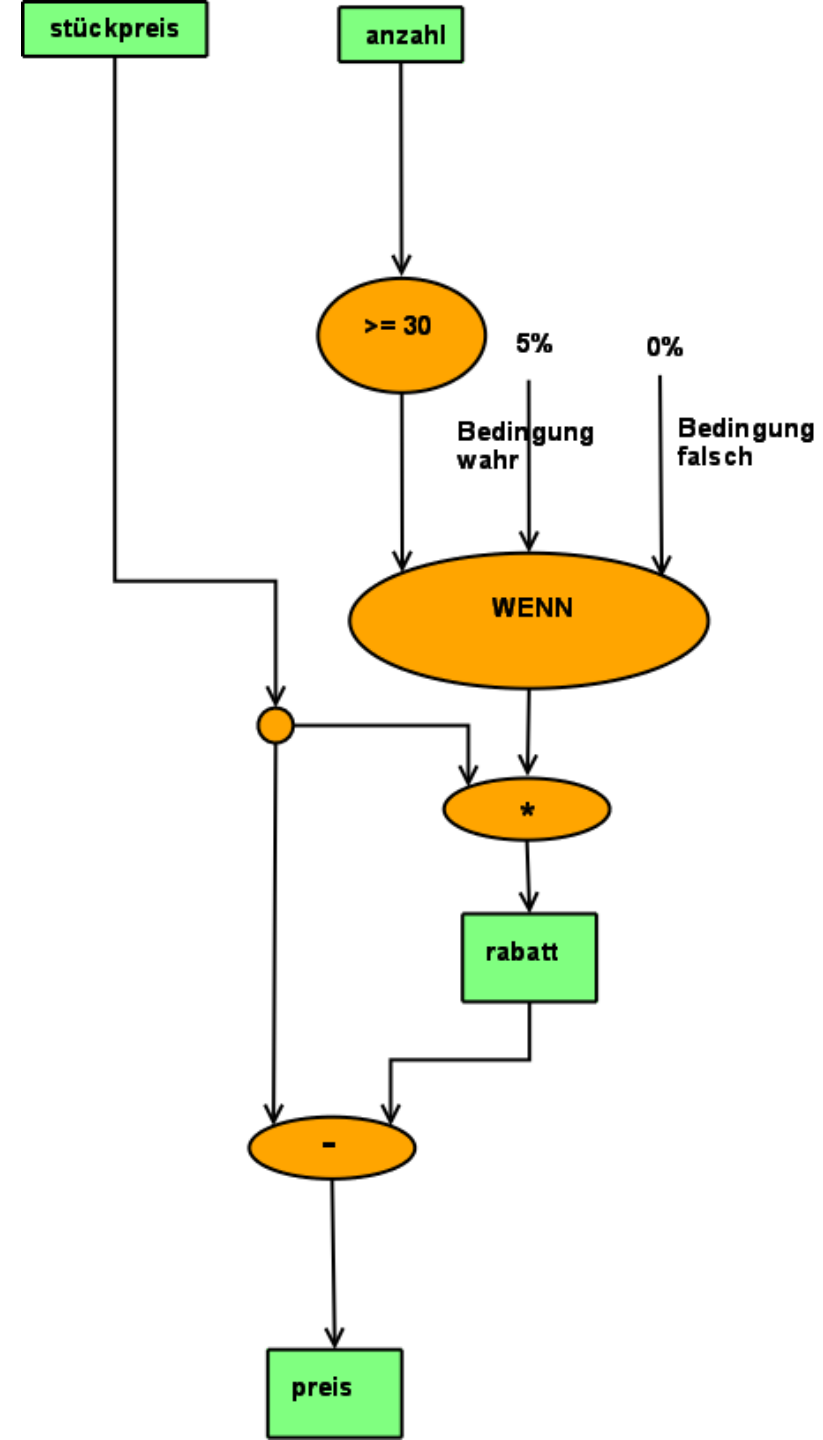 stückpreis
anzahl
>= 30
5%
0%
Bedingung
wahr
Bedingung
falsch
WENN
*
rabatt
-
preis